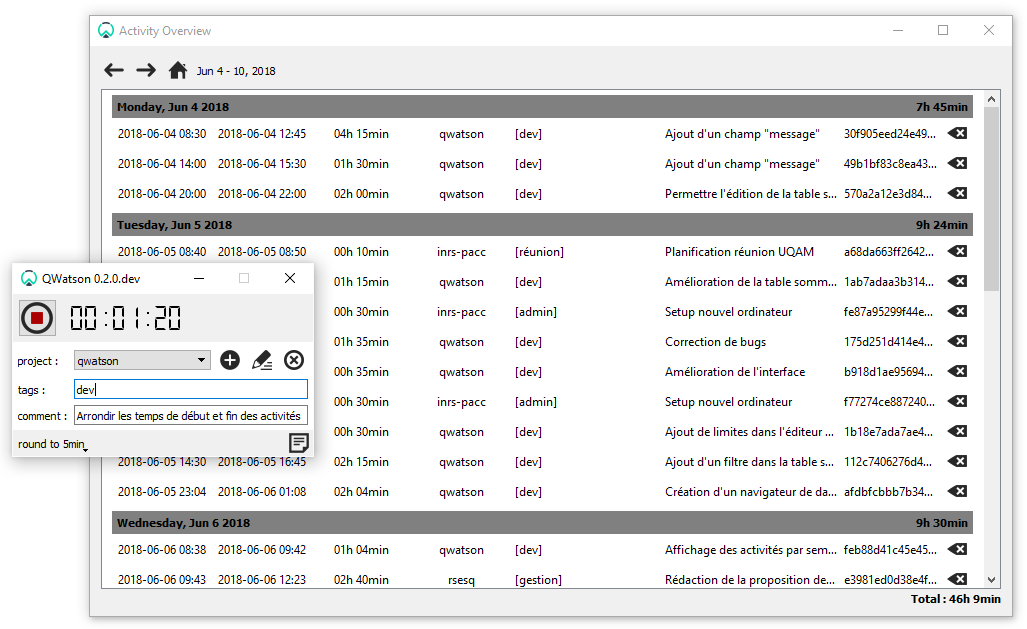 Activity Overview
Jun 4 - 10, 2018
Monday, Jun 4 2018 7h 45min
2018-06-04 08:30 2018-06-04 12:45 04h 15min qwatson [dev] Ajout d'un champ "message" 30f905eed24e49...
2018-06-04 14:00 2018-06-04 15:30 01h 30min qwatson [dev] Ajout d'un champ "message" 49b1bf83c8ea43...
2018-06-04 20:00 2018-06-04 22:00 02h 00min qwatson [dev] Permettre l'édition de la table s... 570a2a12e3d84...
Tuesday, Jun 5 2018 9h 24min
2018-06-05 08:40 2018-06-05 08:50 00h 10min inrs-pacc [réunion] Planification réunion UQAM a68da663ff2642...
01h 15min qwatson [dev] Amélioration de la table somm... 1ab7adaa3b314...
00h 30min inrs-pacc [admin] Setup nouvel ordinateur fe87a95299f44e...
01h 35min qwatson [dev] Correction de bugs 175d251d414e4...
00h 35min qwatson [dev] Amélioration de l'interface b918d1ae95694...
00h 30min inrs-pacc [admin] Setup nouvel ordinateur f77274ce887240...
00h 30min qwatson [dev] Ajout de limites dans l'éditeur ... 1b18e7ada7ae4...
2018-06-05 14:30 2018-06-05 16:45 02h 15min qwatson [dev] Ajout d'un filtre dans la table s... 112c7406276d4...
2018-06-05 23:04 2018-06-06 01:08 02h 04min qwatson [dev] Création d'un navigateur de da... afdbfcbbb7b34...
Wednesday, Jun 6 2018 9h 30min
2018-06-06 08:38 2018-06-06 09:42 01h 04min qwatson [dev] Affichage des activités par sem... feb88d41c45e45...
2018-06-06 09:43 2018-06-06 12:23 02h 40min rsesq [gestion] Rédaction de la proposition de... e3981ed0d38e4f...
Total : 46h 9min
QWatson 0.2.0.dev
00:01:20
project : qwatson
tags : dev
comment : Arrondir les temps de début et fin des activités
round to 5min